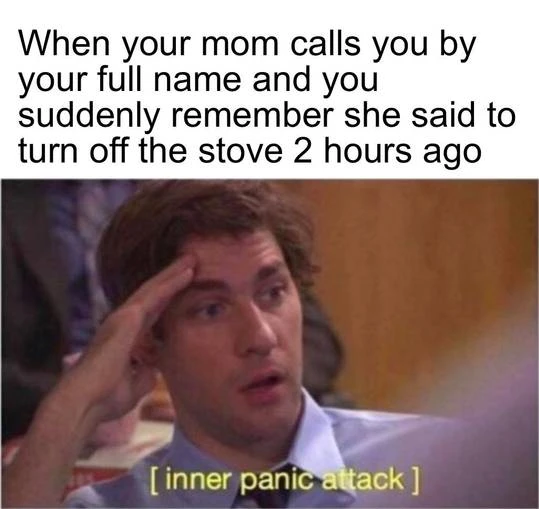 When your mom calls you by
your full name and you
suddenly remember she said to
turn off the stove 2 hours ago
[ inner panic attack ]